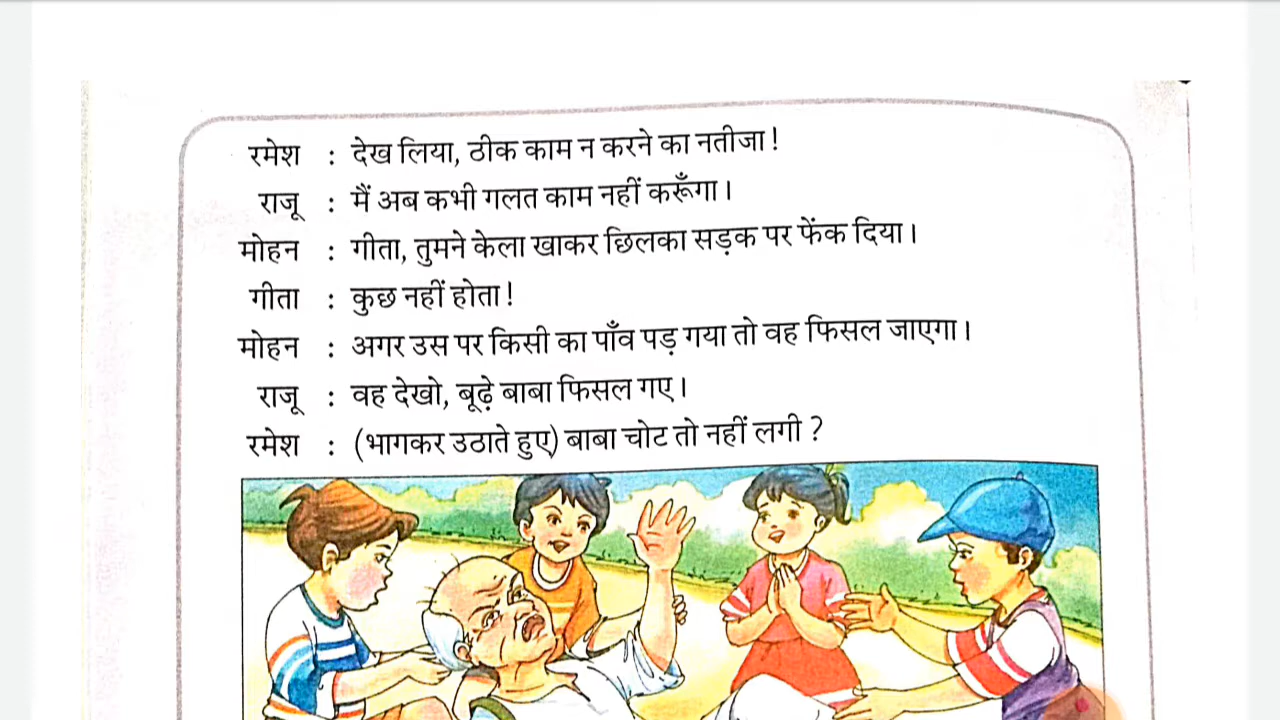 रमेश : देख लिया, ठीक काम न करने का नतीजा!
राजू : मैं अब कभी गलत काम नहीं करूँगा।
मोहन : गीता, तुमने केला खाकर छिलका सड़क पर फेंक दिया।
गीता : कुछ नहीं होता!
मोहन : अगर उस पर किसी का पाँव पड़ गया तो वह फिसल जाएगा।
राजू : वह देखो, बूढ़े बाबा फिसल गए।
रमेश : (भागकर उठाते हुए) बाबा चोट तो नहीं लगी ?